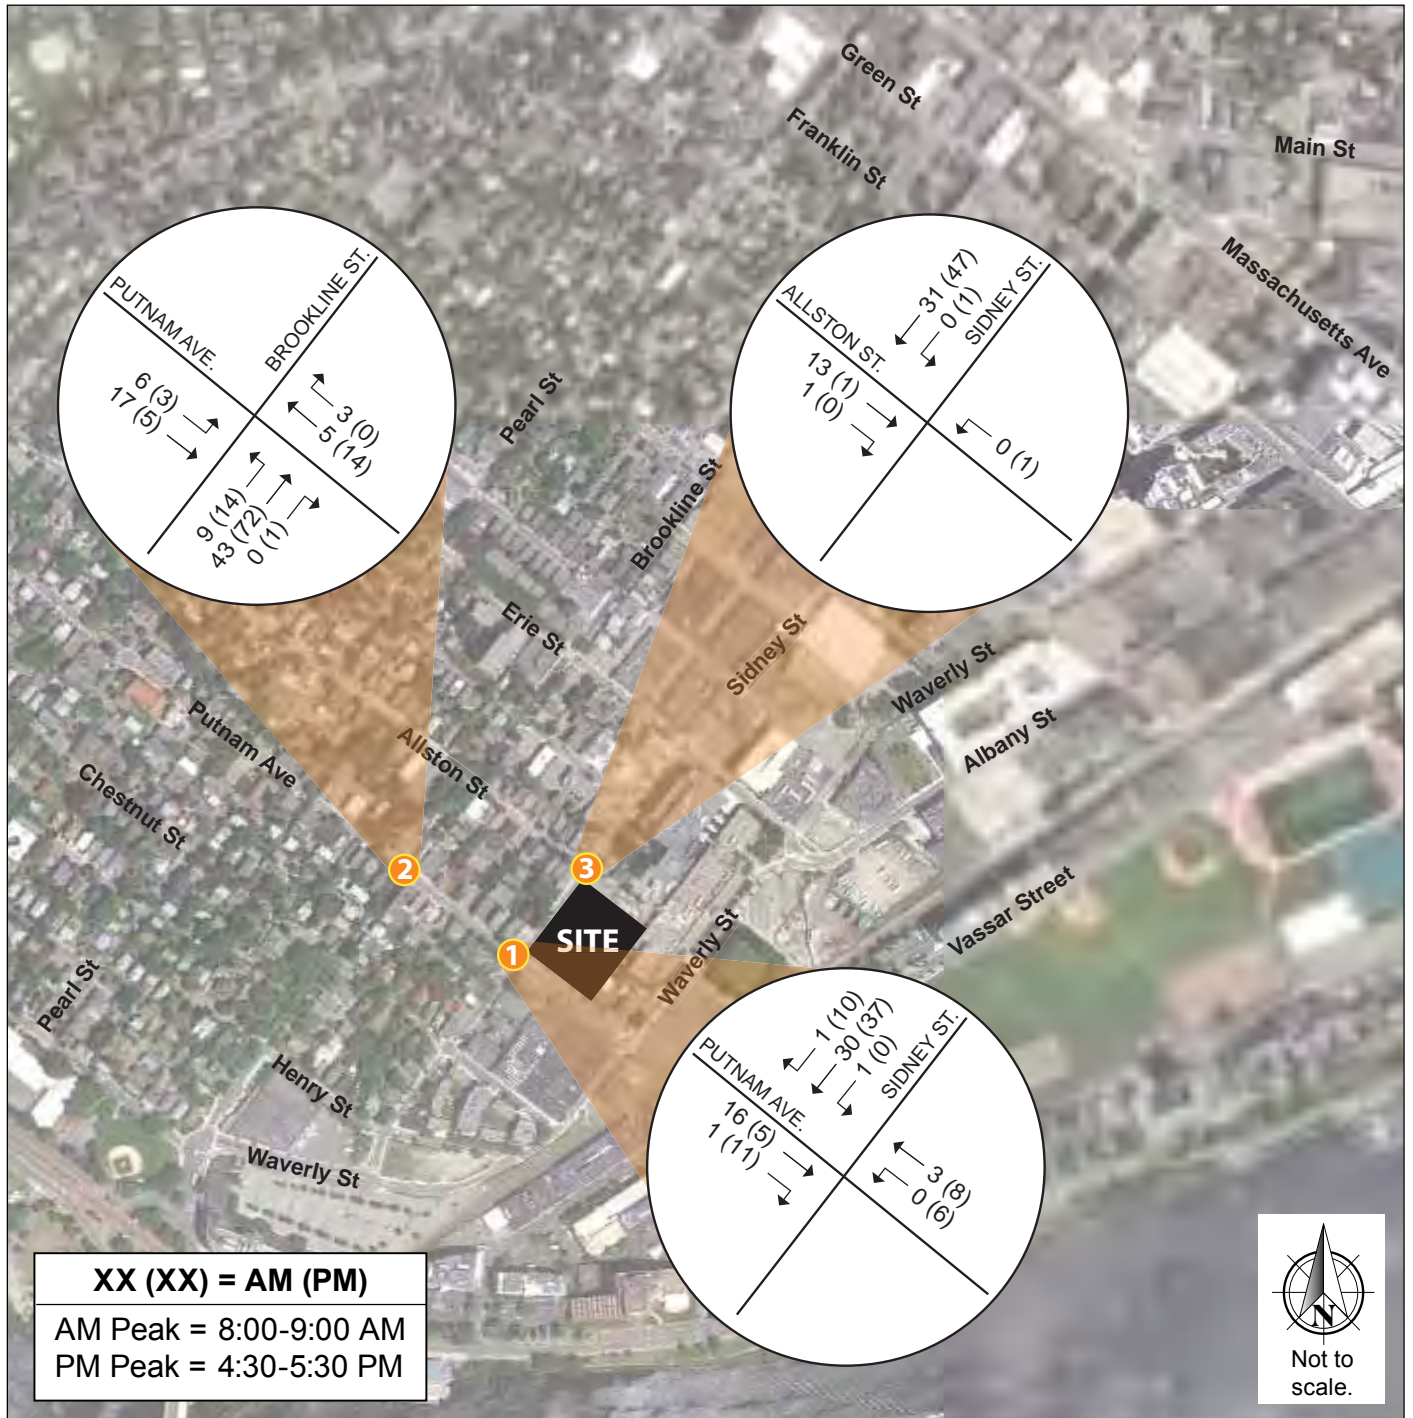 Green St
Franklin St
Main St
Massachusetts Ave
PUTNAM AVE.
BROOKLINE ST.
6 (3)
17 (5)
3 (0)
5 (14)
9 (14)
43 (72)
0 (1)
ALLSTON ST.
SIDNEY ST.
31 (47)
0 (1)
13 (1)
1 (0)
0 (1)
Pearl St
Brookline St
Erie St
Sidney St
Waverly St
Albany St
Putnam Ave
Allston St
Chestnut St
2
3
1
SITE
Waverly St
Vassar Street
Pearl St
Henry St
Waverly St
PUTNAM AVE.
SIDNEY ST.
1 (10)
30 (37)
1 (0)
16 (5)
1 (11)
3 (8)
0 (6)
XX (XX) = AM (PM)
AM Peak = 8:00-9:00 AM
PM Peak = 4:30-5:30 PM
N
Not to
scale.